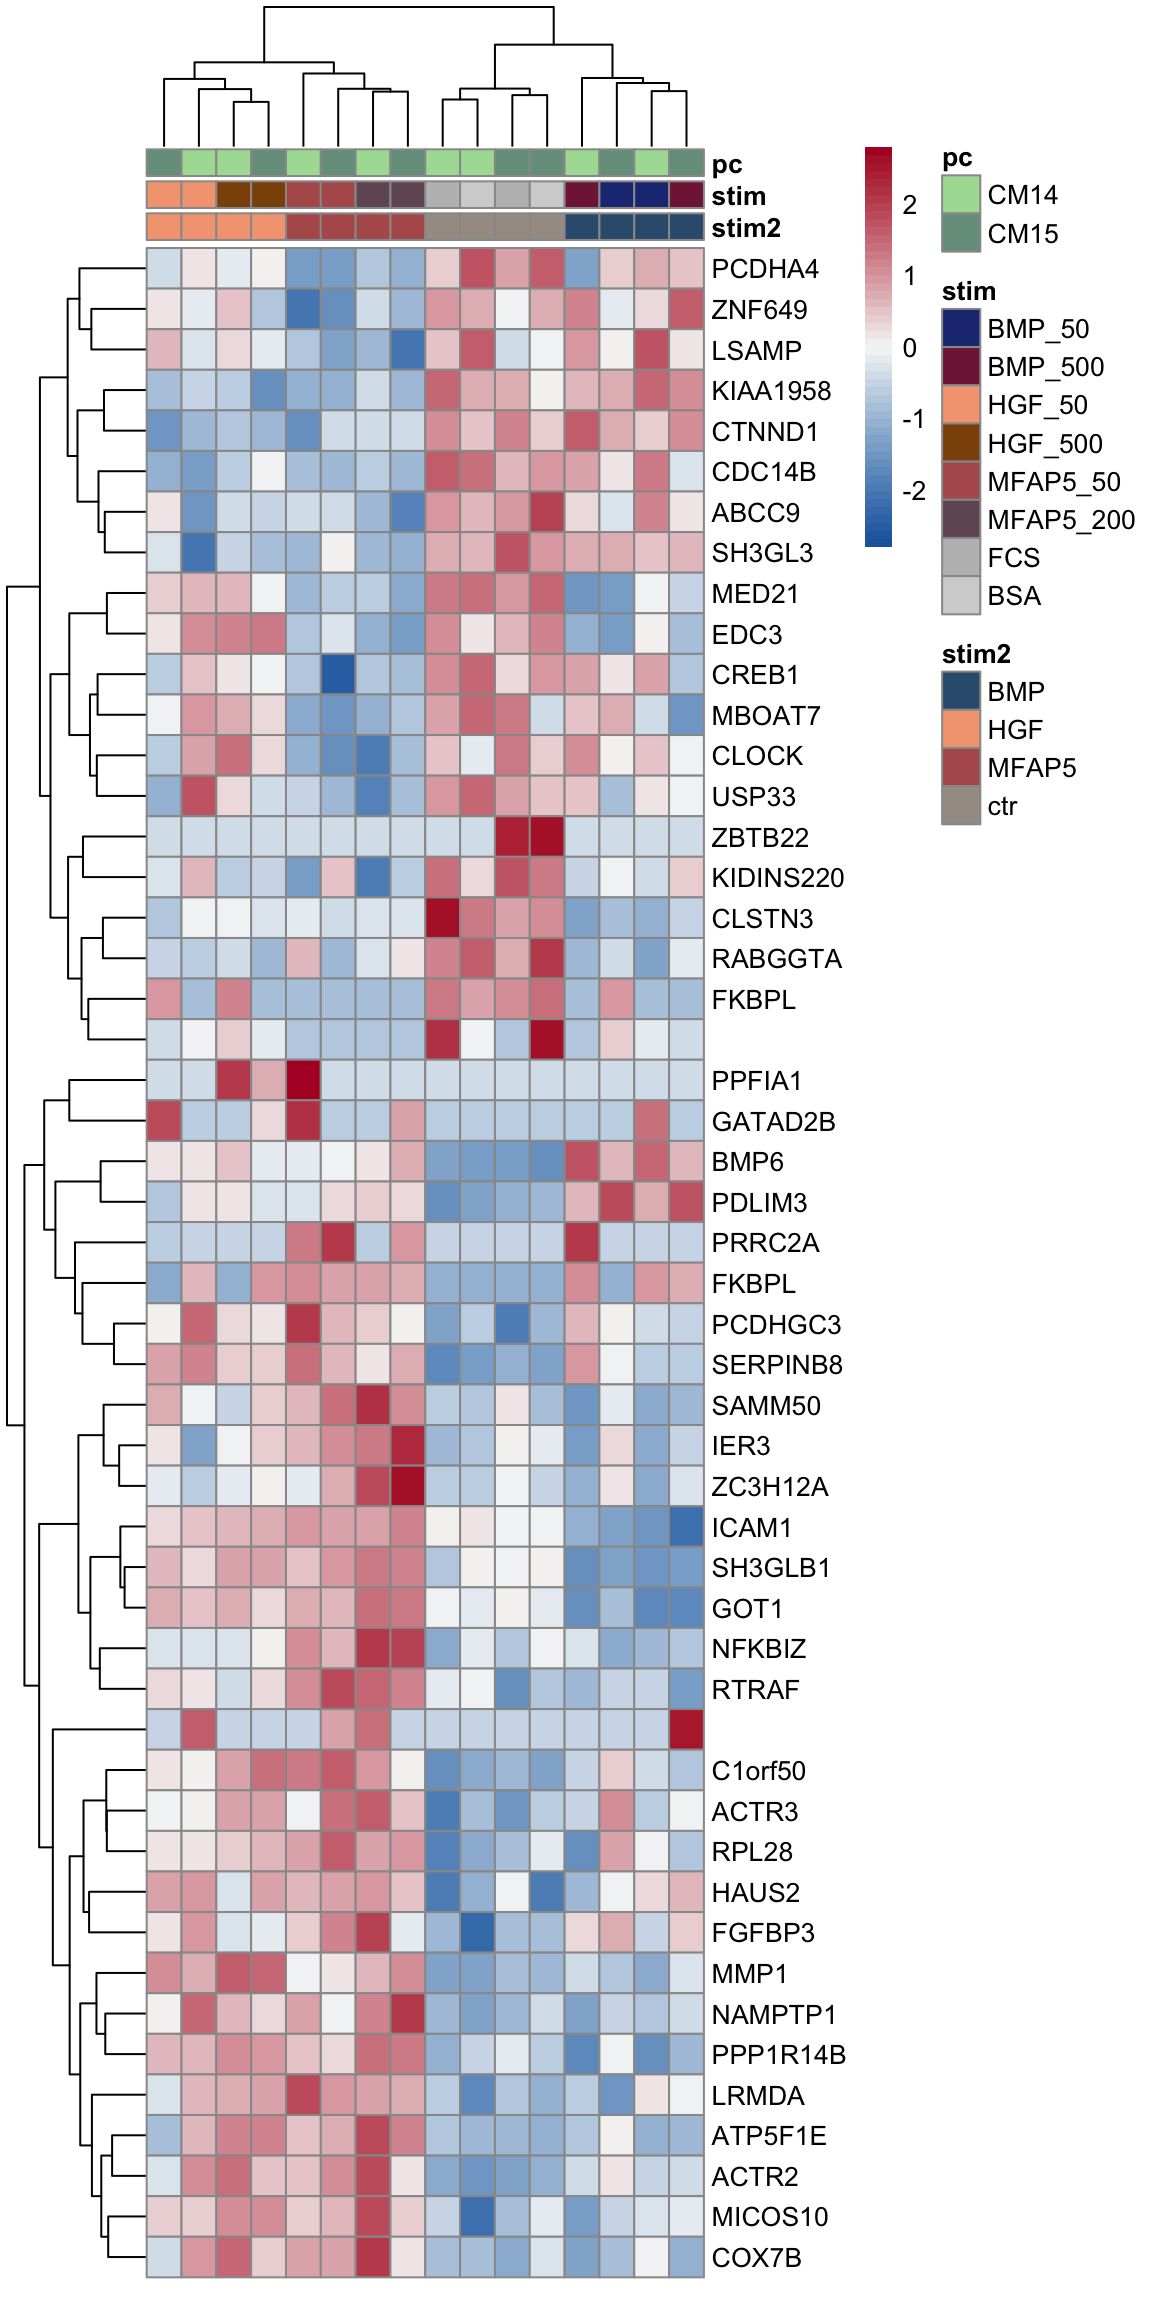 pc
stim
stim2
PCDHA4
ZNF649
LSAMP
KIAA1958
CTNND1
CDC14B
ABCC9
SH3GL3
MED21
EDC3
CREB1
MBOAT7
CLOCK
USP33
ZBTB22
KIDINS220
CLSTN3
RABGGTA
FKBPL
PPFIA1
GATAD2B
BMP6
PDLIM3
PRRC2A
FKBPL
PCDHGC3
SERPINB8
SAMM50
IER3
ZC3H12A
ICAM1
SH3GLB1
GOT1
NFKBIZ
RTRAF
C1orf50
ACTR3
RPL28
HAUS2
FGFBP3
MMP1
NAMPTP1
PPP1R14B
LRMDA
ATP5F1E
ACTR2
MICOS10
COX7B
2
1
0
-1
-2
pc
CM14
CM15
stim
BMP_50
BMP_500
HGF_50
HGF_500
MFAP5_50
MFAP5_200
FCS
BSA
stim2
BMP
HGF
MFAP5
ctr